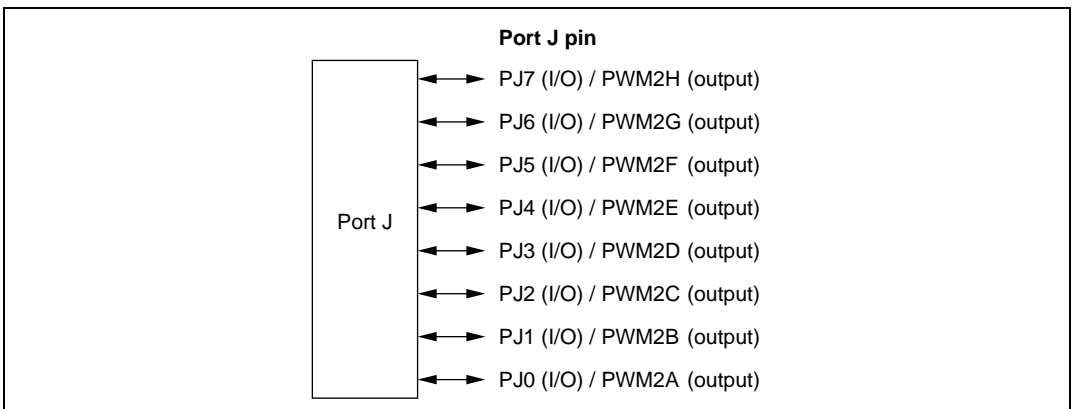 Port J pin
PJ7 (I/O) / PWM2H (output)
PJ6 (I/O) / PWM2G (output)
PJ5 (I/O) / PWM2F (output)
PJ4 (I/O) / PWM2E (output)
Port J
PJ3 (I/O) / PWM2D (output)
PJ2 (I/O) / PWM2C (output)
PJ1 (I/O) / PWM2B (output)
PJ0 (I/O) / PWM2A (output)